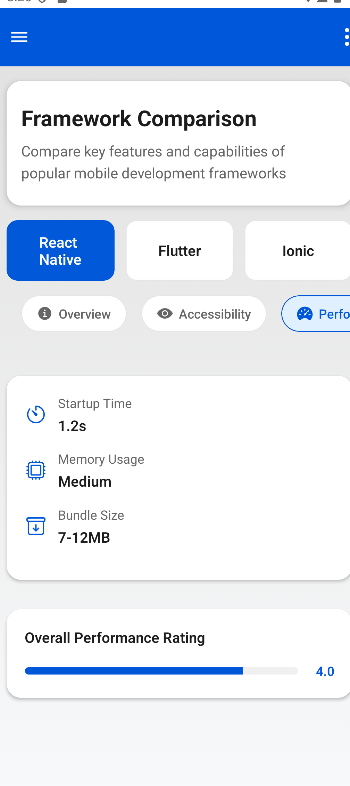 Framework Comparison
Compare key features and capabilities of
popular mobile development frameworks
React
Native
Flutter
Ionic
Overview
Accessibility
Perfo
Startup Time
1.2s
Memory Usage
Medium
Bundle Size
7-12MB
Overall Performance Rating
4.0